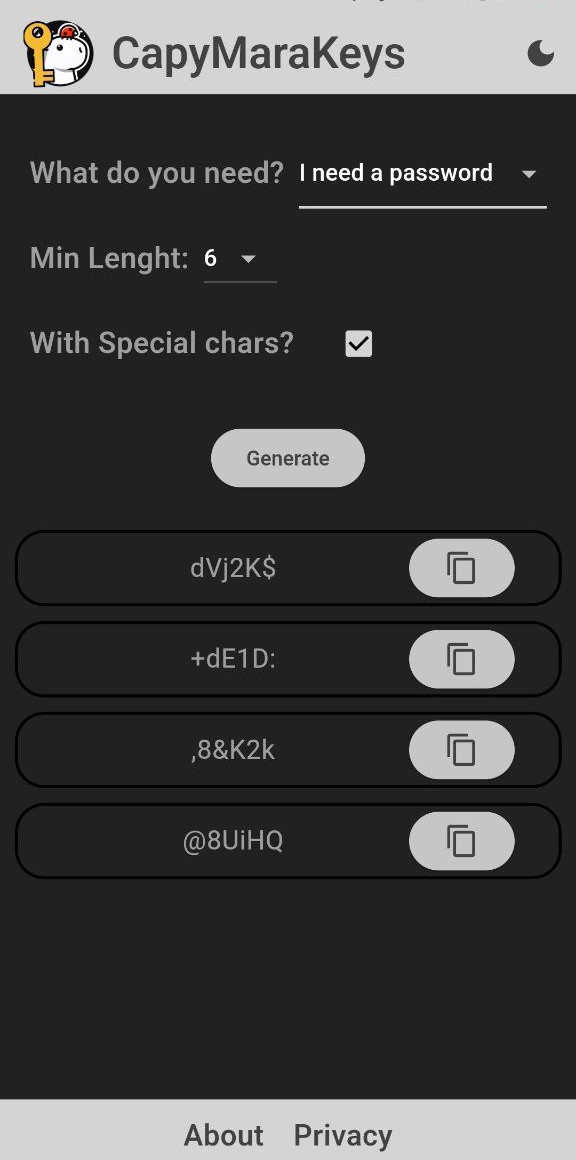 CapyMaraKeys
What do you need? I need a password
Min Lenght: 6
With Special chars?
Generate
dVj2K$
+dE1D:
,8&K2k
@8UiHQ
About Privacy